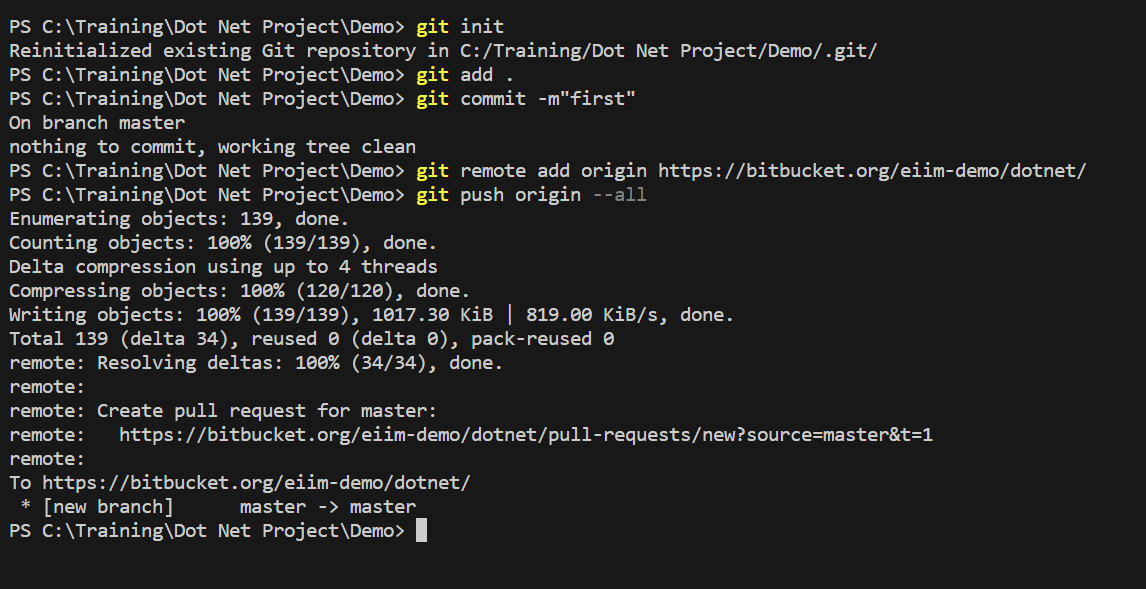 PS C:\Training\Dot Net Project\Demo> git init
Reinitialized existing Git repository in C:/Training/Dot Net Project/Demo/.git/
PS C:\Training\Dot Net Project\Demo> git add .
PS C:\Training\Dot Net Project\Demo> git commit -m"first"
On branch master
nothing to commit, working tree clean
PS C:\Training\Dot Net Project\Demo> git remote add origin https://bitbucket.org/eiim-demo/dotnet/
PS C:\Training\Dot Net Project\Demo> git push origin --all
Enumerating objects: 139, done.
Counting objects: 100% (139/139), done.
Delta compression using up to 4 threads
Compressing objects: 100% (120/120), done.
Writing objects: 100% (139/139), 1017.30 KiB | 819.00 KiB/s, done.
Total 139 (delta 34), reused 0 (delta 0), pack-reused 0
remote: Resolving deltas: 100% (34/34), done.
remote:
remote: Create pull request for master:
remote:   https://bitbucket.org/eiim-demo/dotnet/pull-requests/new?source=master&t=1
remote:
To https://bitbucket.org/eiim-demo/dotnet/
 * [new branch]      master -> master
PS C:\Training\Dot Net Project\Demo>